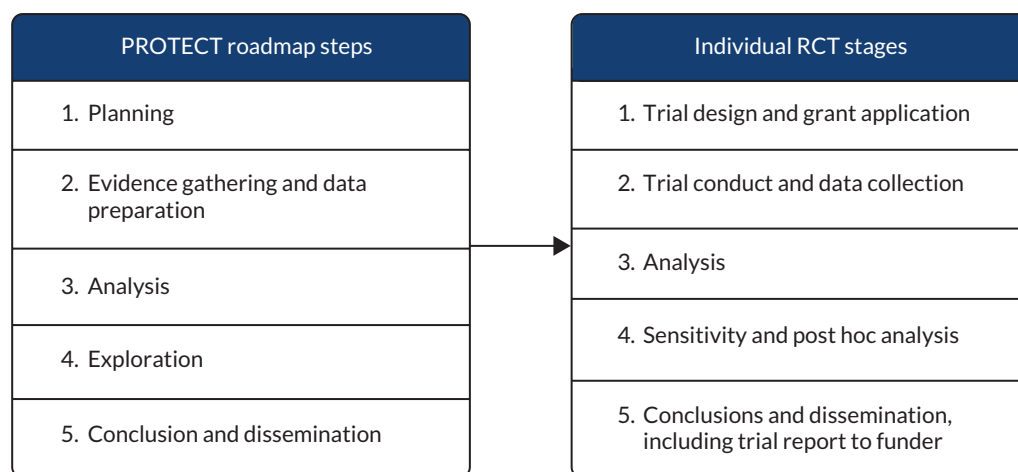 PROTECT roadmap steps
1. Planning
2. Evidence gathering and data
preparation
3. Analysis
4. Exploration
5. Conclusion and dissemination
Individual RCT stages
1. Trial design and grant application
2. Trial conduct and data collection
3. Analysis
4. Sensitivity and post hoc analysis
5. Conclusions and dissemination,
including trial report to funder